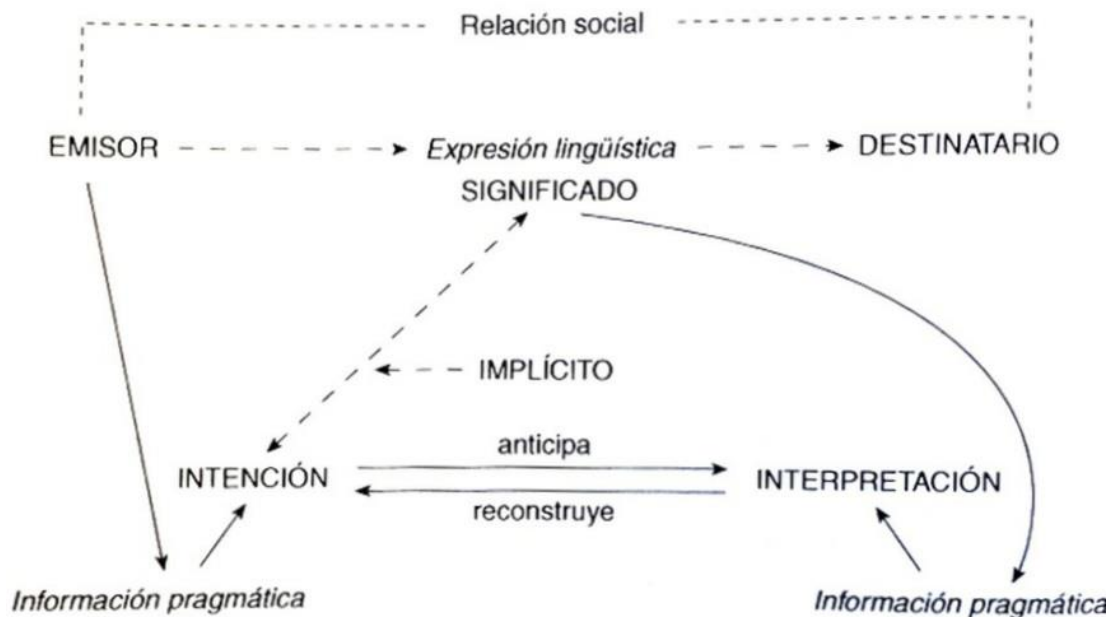 Relación social
EMISOR
Expresión lingüística
DESTINATARIO
SIGNIFICADO
IMPLÍCITO
anticipa
INTENCIÓN
INTERPRETACIÓN
reconstruye
Información pragmática
Información pragmática